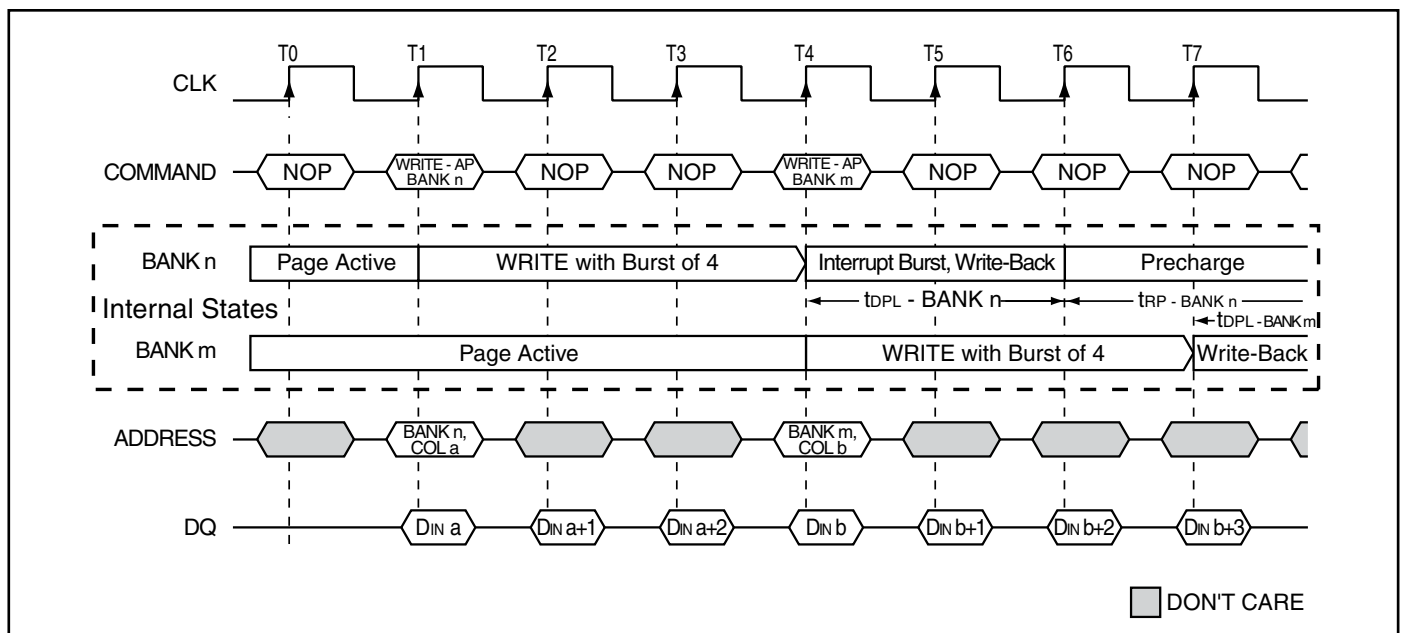 T0 T1 T2 T3 T4 T5 T6 T7
CLK
COMMAND NOP WRITE - AP BANK n NOP NOP WRITE - AP BANK m NOP NOP NOP
BANK n Page Active WRITE with Burst of 4 Interrupt Burst, Write-Back Precharge
Internal States tDPL - BANK n tRP - BANK n
tDPL - BANK m
BANK m Page Active WRITE with Burst of 4 Write-Back
ADDRESS BANK n, COL a BANK m, COL b
DQ DIN a DIN a+1 DIN a+2 DIN b DIN b+1 DIN b+2 DIN b+3
DON'T CARE